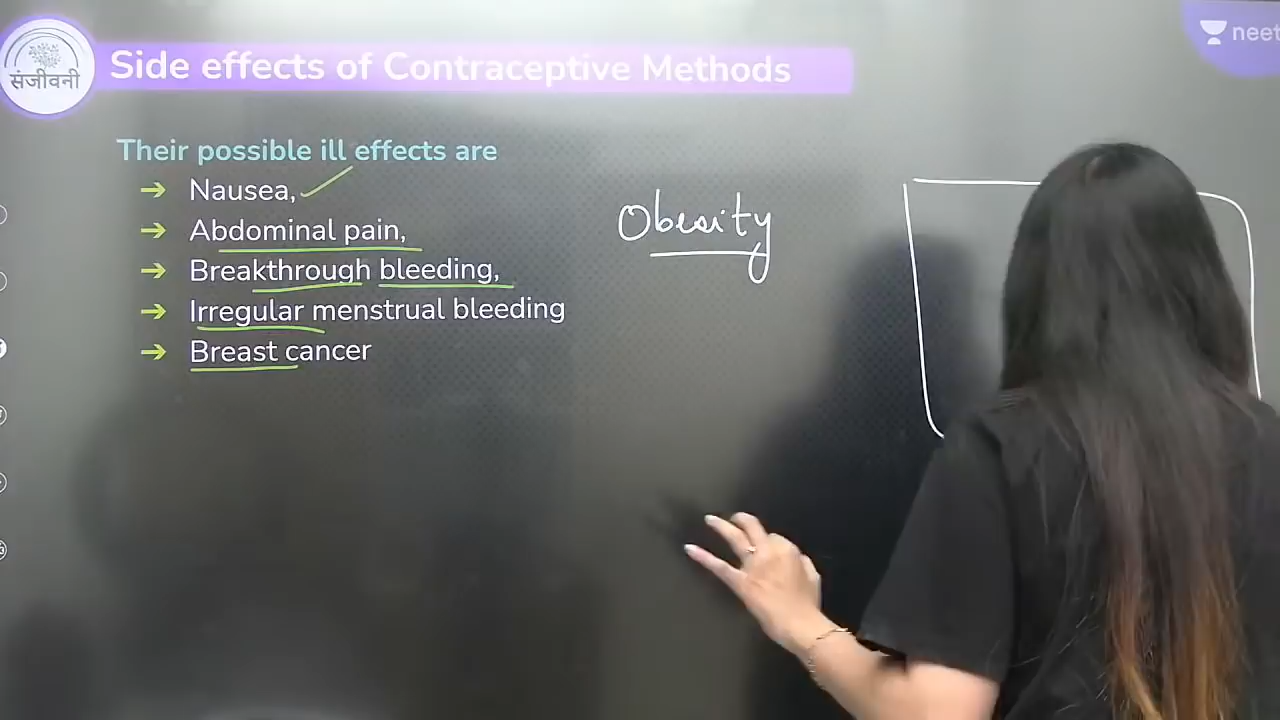 संजीवनी
Side effects of Contraceptive Methods
neet
Their possible ill effects are
→ Nausea,
→ Abdominal pain,
→ Breakthrough bleeding,
→ Irregular menstrual bleeding
→ Breast cancer
Obesity